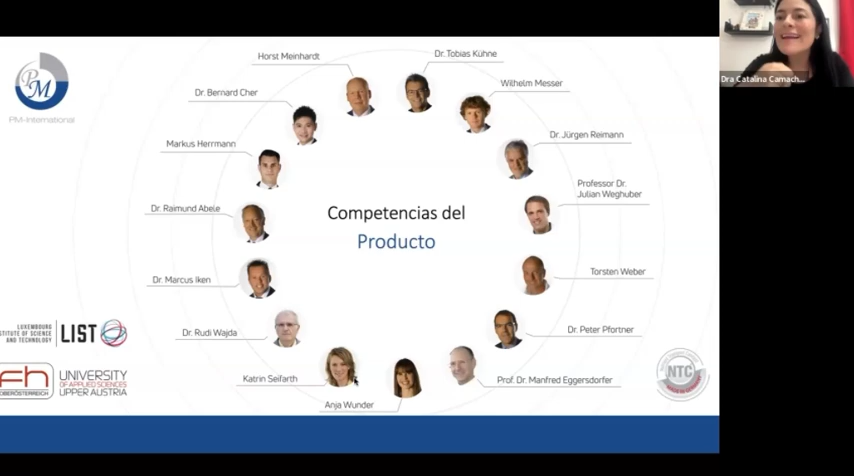 PM
PM-International
Horst Meinhardt
Dr. Tobias Kühne
Dr. Bernard Cher
Wilhelm Messer
Markus Herrmann
Dr. Jürgen Reimann
Dr. Raimund Abele
Professor Dr.
Julian Weghuber
Competencias del
Producto
Dr. Marcus Iken
Torsten Weber
Dr. Rudi Wajda
Dr. Peter Pfortner
Katrin Seifarth
Prof. Dr. Manfred Eggersdorfer
Anja Wunder
LUXEMBOURG
INSTITUTE OF SCIENCE
AND TECHNOLOGY
LIST
fh
OBERÖSTERREICH
UNIVERSITY
OF APPLIED SCIENCES
UPPER AUSTRIA
NTC
Dra Catalina Camach...